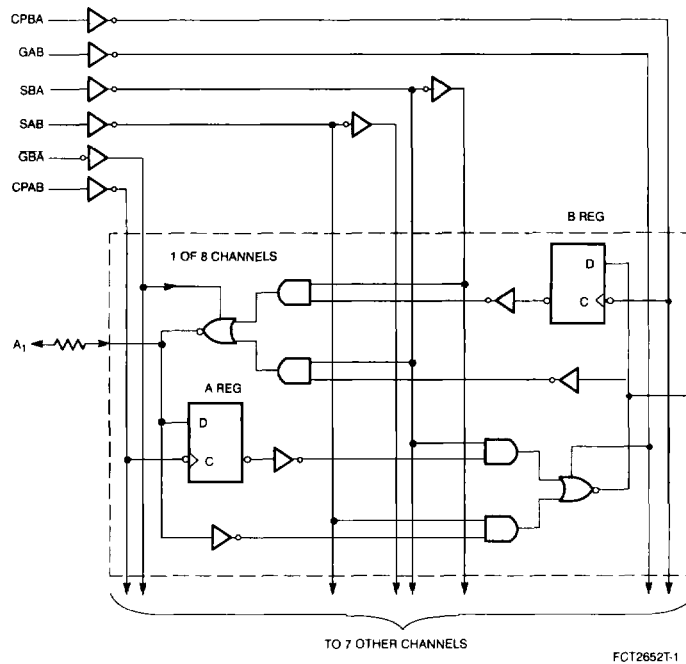 CPBA
GAB
SBA
SAB
GBA
CPAB
B REG
1 OF 8 CHANNELS
D
C
A1
A REG
D
C
TO 7 OTHER CHANNELS
FCT2652T-1